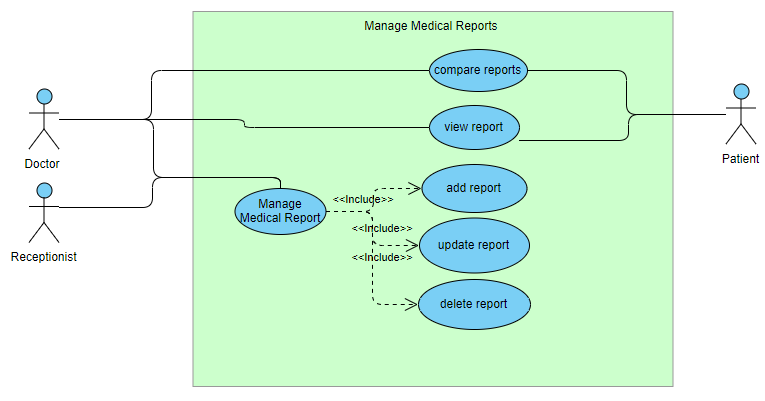 Manage Medical Reports
compare reports
view report
Doctor
Patient
Receptionist
Manage
Medical Report
<<Include>>
add report
<<Include>>
update report
<<Include>>
delete report